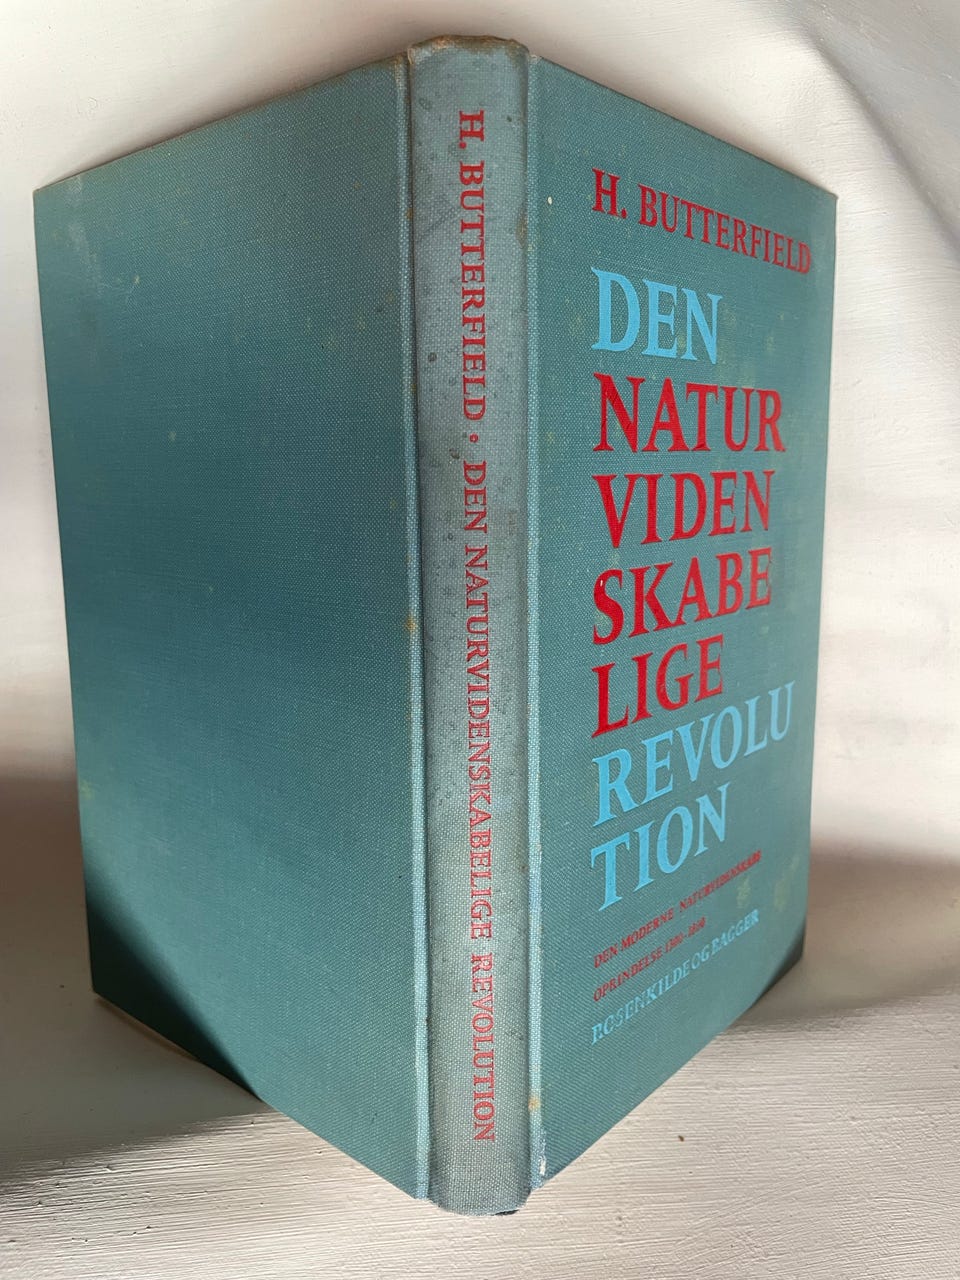 H. BUTTERFIELD • DEN NATURVIDENSKABELIGE REVOLUTION
H. BUTTERFIELD
DEN
NATUR
VIDEN
SKABE
LIGE
REVOLU
TION
DEN MODERNE NATURVIDENSKABS
OPRINDELSE 1300-1800
ROSENKILDE OG BAGGER